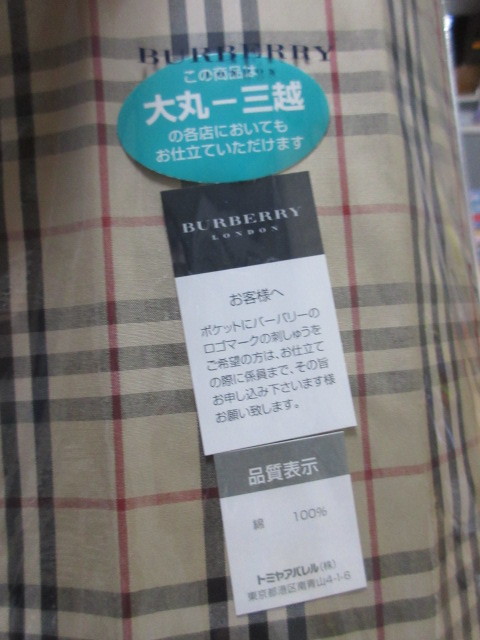 BURBERRY
この商品は
大丸ー三越
の各店においても
お仕立ていただけます
BURBERRY
LONDON
お客様へ
ポケットにバーバリーの
ロゴマークの刺しゅうを
ご希望の方は、お仕立て
の際に係員まで、その旨
お申し込み下さいます様
お願い致します。
品質表示
綿 100%
トミヤアパレル(株)
東京都港区南青山4-1-6